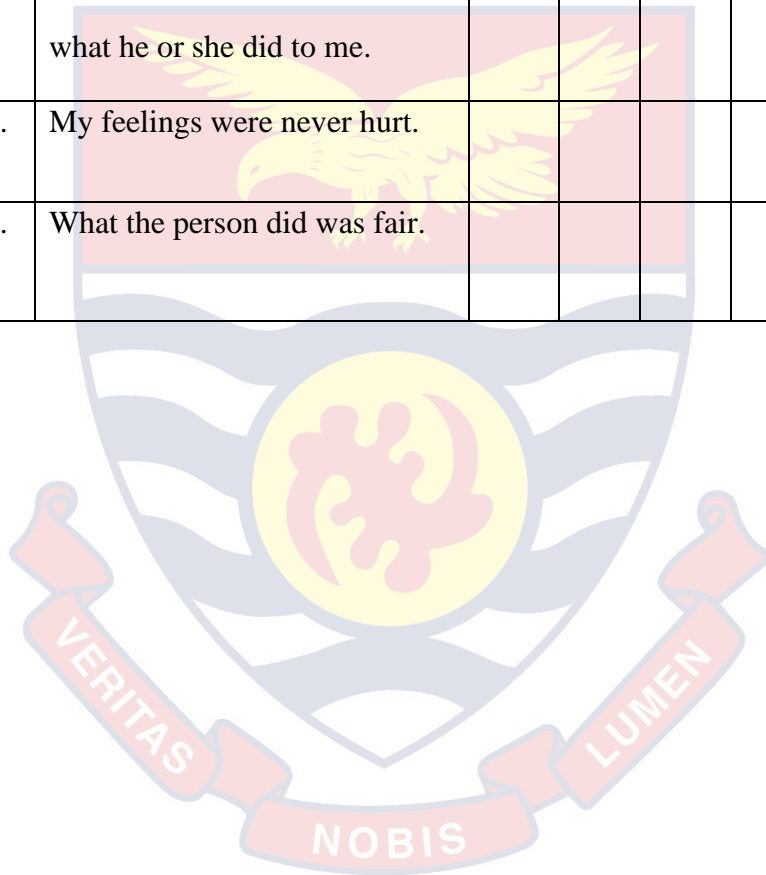 what he or she did to me.
. My feelings were never hurt.
. What the person did was fair.
VERITAS
NOBIS
LUMEN